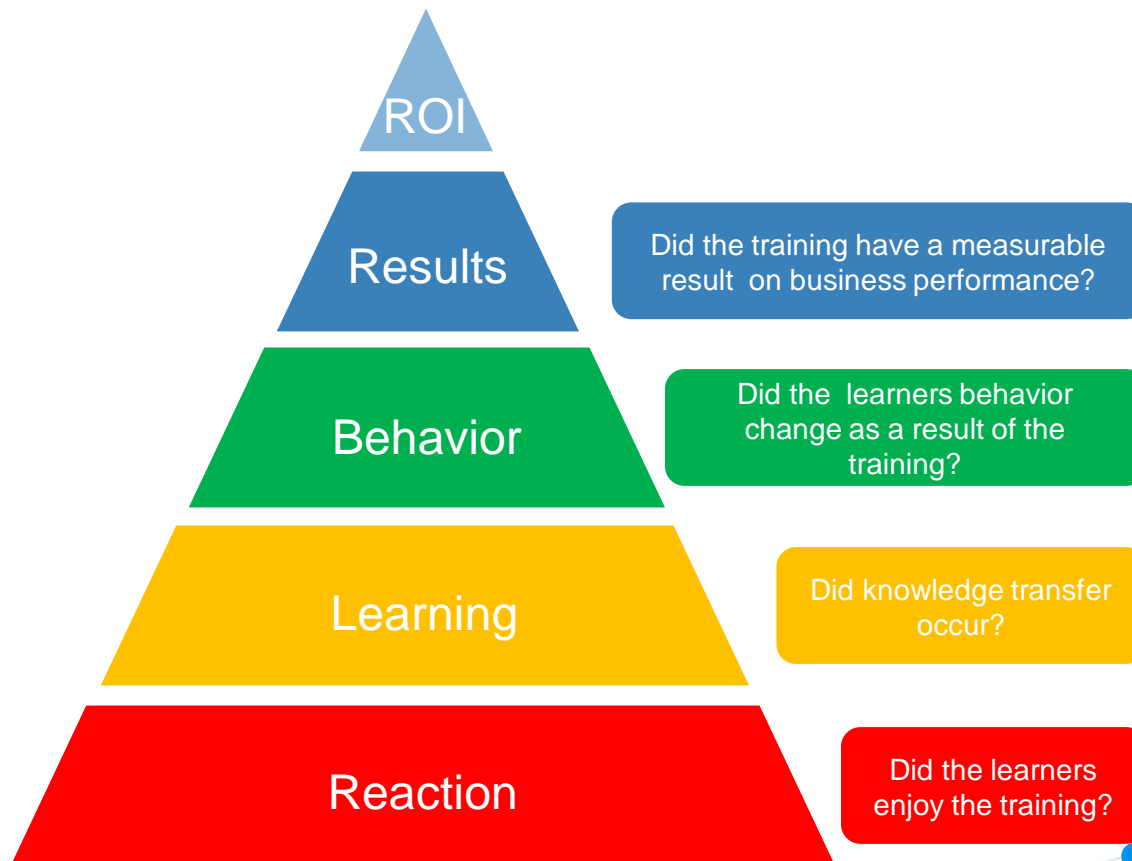 ROI
Results
Did the training have a measurable
result  on business performance?
Behavior
Did the  learners behavior
change as a result of the
training?
Learning
Did knowledge transfer
occur?
Reaction
Did the learners
enjoy the training?